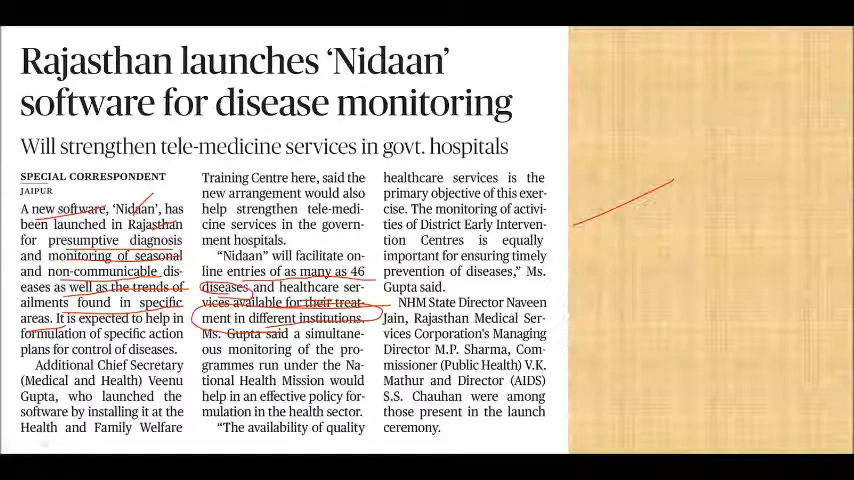 Rajasthan launches ‘Nidaan’
software for disease monitoring
Will strengthen tele-medicine services in govt. hospitals
SPECIAL CORRESPONDENT
JAIPUR
A new software, ‘Nidaan’, has
been launched in Rajasthan
for presumptive diagnosis
and monitoring of seasonal
and non-communicable dis-
eases as well as the trends of
ailments found in specific
areas. It is expected to help in
formulation of specific action
plans for control of diseases.
Additional Chief Secretary
(Medical and Health) Veenu
Gupta, who launched the
software by installing it at the
Health and Family Welfare
Training Centre here, said the
new arrangement would also
help strengthen tele-medi-
cine services in the govern-
ment hospitals.
“Nidaan” will facilitate on-
line entries of as many as 46
diseases and healthcare ser-
vices available for their treat-
ment in different institutions.
Ms. Gupta said a simultane-
ous monitoring of the pro-
grammes run under the Na-
tional Health Mission would
help in an effective policy for-
mulation in the health sector.
“The availability of quality
healthcare services is the
primary objective of this exer-
cise. The monitoring of activi-
ties of District Early Interven-
tion Centres is equally
important for ensuring timely
prevention of diseases,” Ms.
Gupta said.
NHM State Director Naveen
Jain, Rajasthan Medical Ser-
vices Corporation’s Managing
Director M.P. Sharma, Com-
missioner (Public Health) V.K.
Mathur and Director (AIDS)
S.S. Chauhan were among
those present in the launch
ceremony.